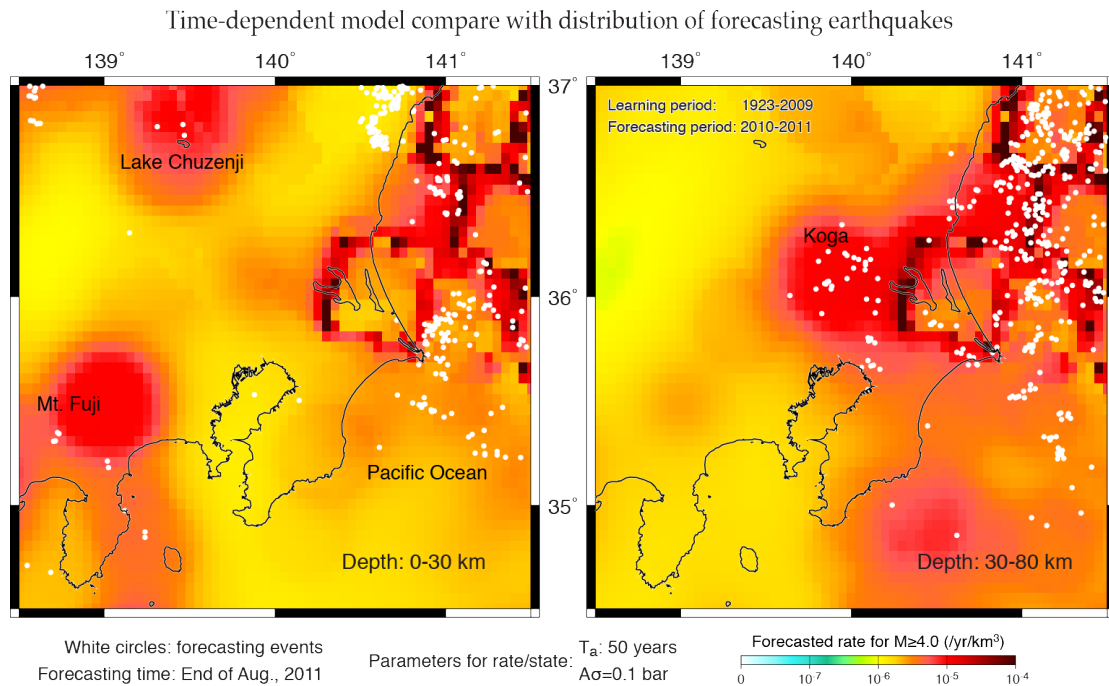 Time-dependent model compare with distribution of forecasting earthquakes
139° 140° 141° 139° 140° 141°
37°
36°
35°
Lake Chuzenji
Mt. Fuji
Pacific Ocean
Depth: 0-30 km
Learning period: 1923-2009
Forecasting period: 2010-2011
Koga
Depth: 30-80 km
White circles: forecasting events
Forecasting time: End of Aug., 2011
Parameters for rate/state:
Ta: 50 years
Aσ=0.1 bar
Forecasted rate for M≥4.0 (/yr/km³)
0 10⁻⁷ 10⁻⁶ 10⁻⁵ 10⁻⁴